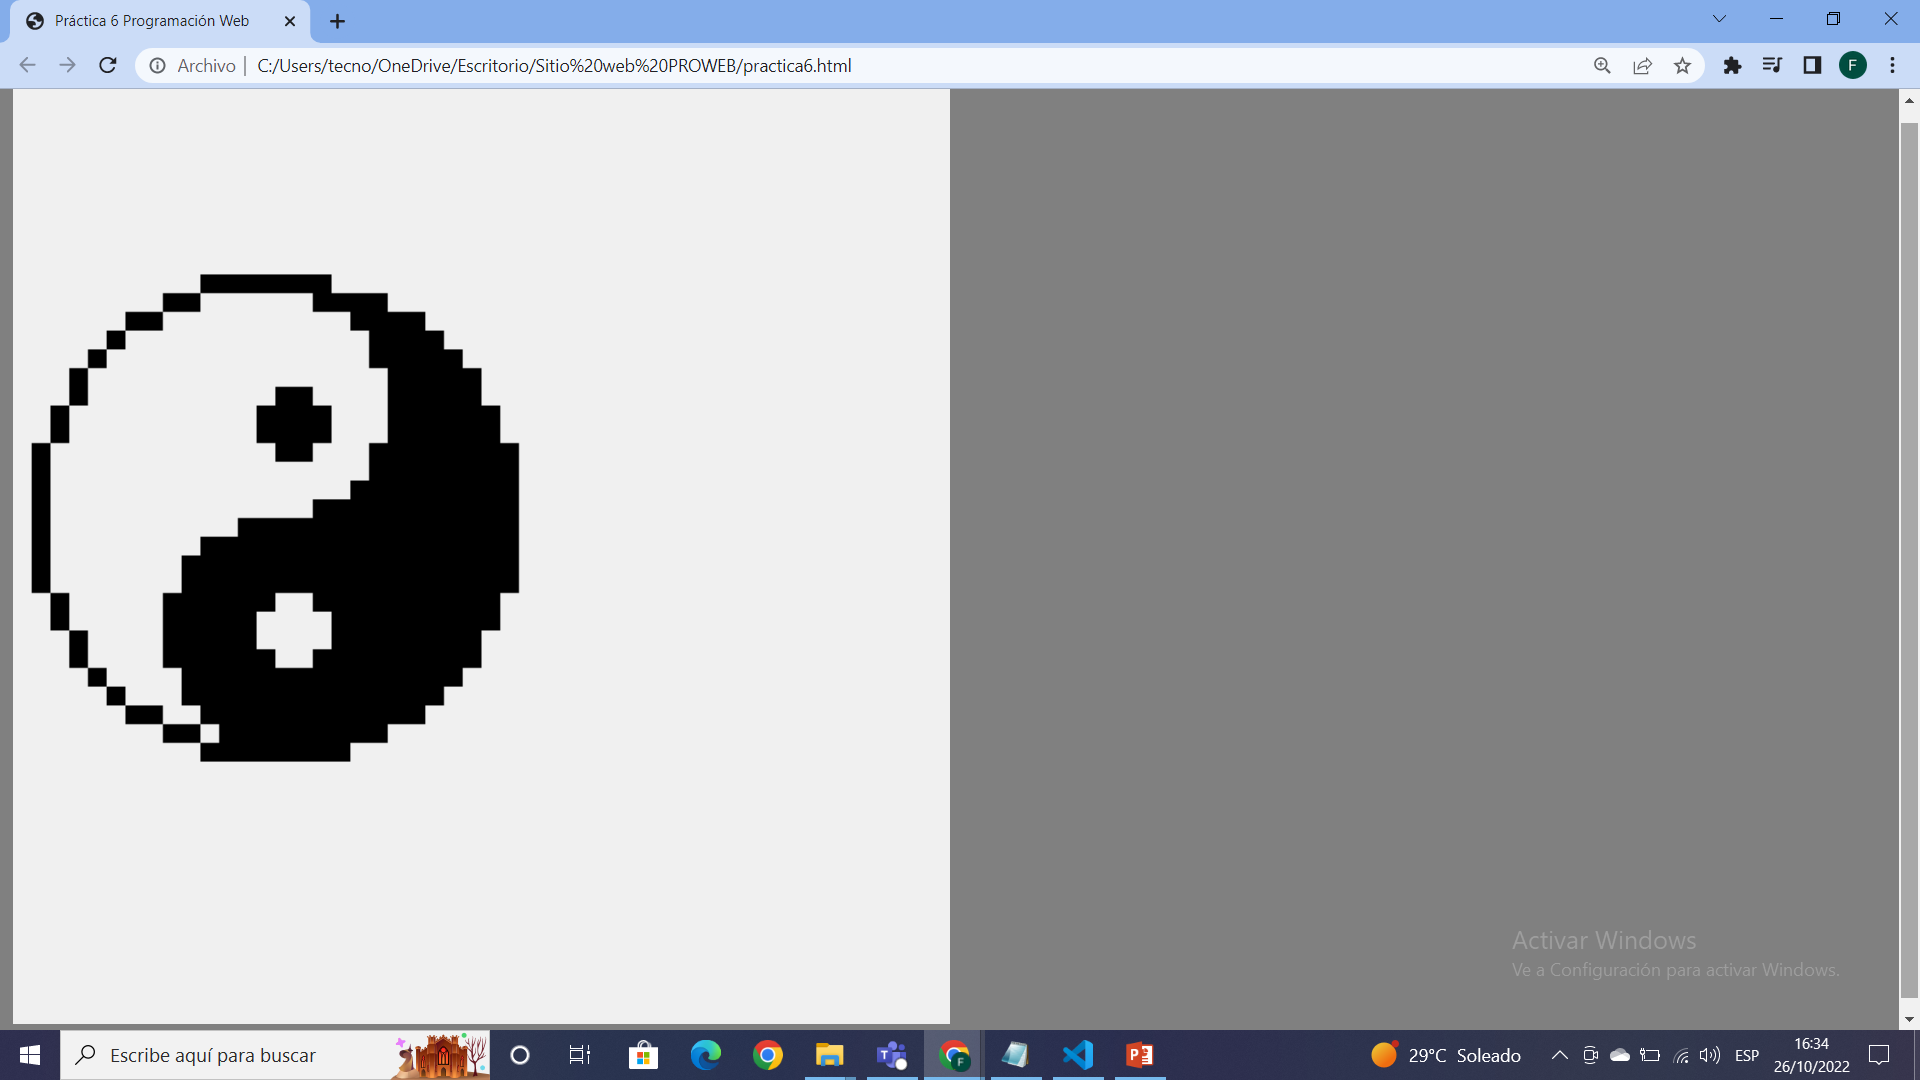 Práctica 6 Programación Web
Archivo | C:/Users/tecno/OneDrive/Escritorio/Sitio%20web%20PROWEB/practica6.html
F
Activar Windows
Ve a Configuración para activar Windows.
Escribe aquí para buscar
T
F
P
29°C Soleado
ESP
16:34
26/10/2022